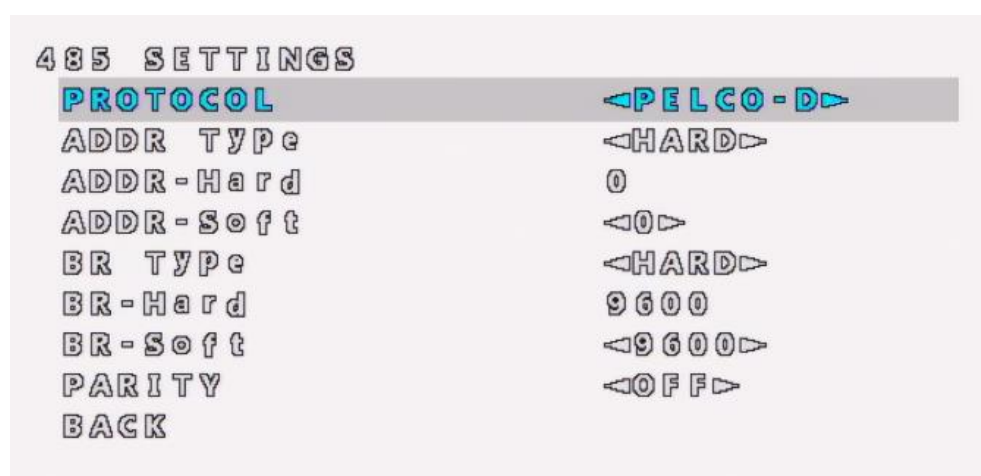 485 SETTINGS
PROTOCOL ◅PELCO-D▻
ADDR Type ◅HARD▻
ADDR-Hard 0
ADDR-Soft ◅0▻
BR Type ◅HARD▻
BR-Hard 9600
BR-Soft ◅9600▻
PARITY ◅OFF▻
BACK